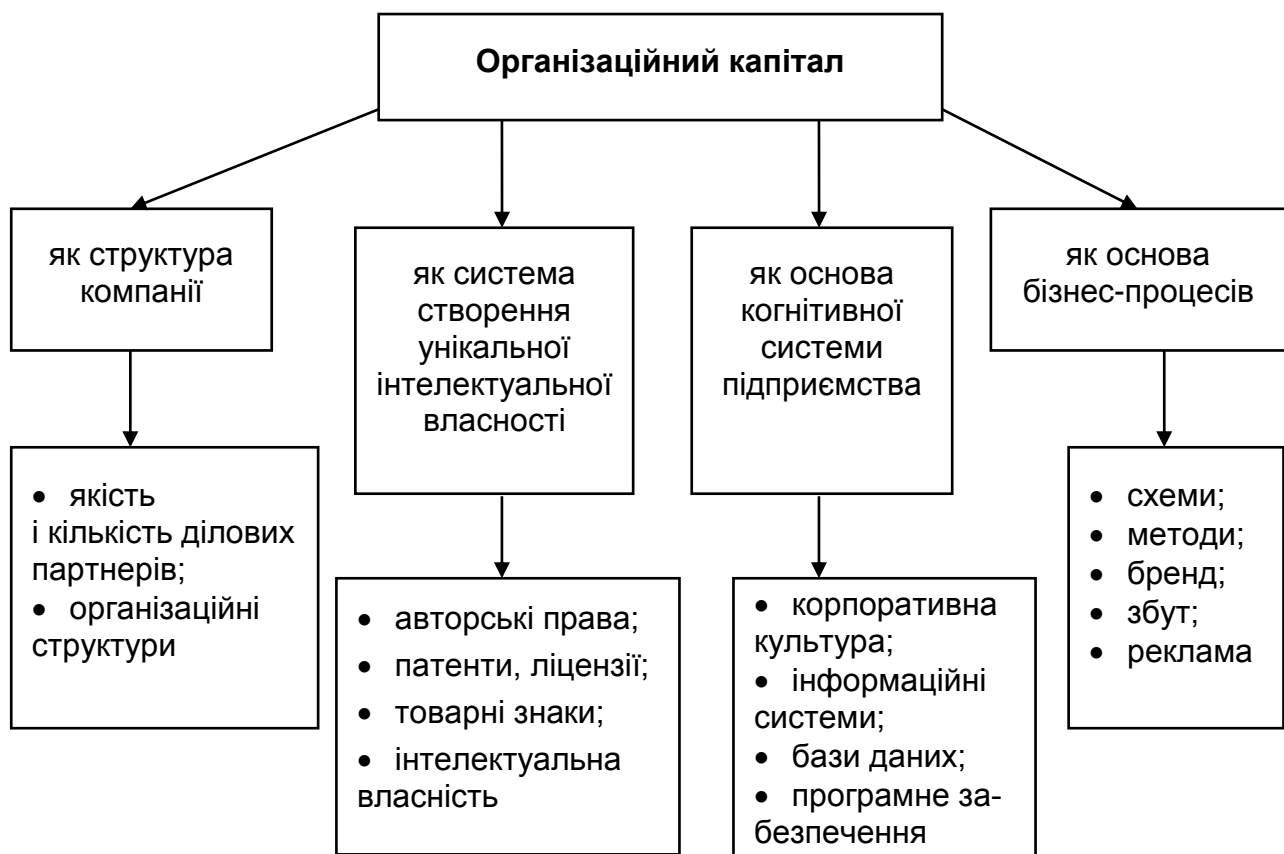 Організаційний капітал
як структура
компанії
як система
створення
унікальної
інтелектуальної
власності
як основа
когнітивної
системи
підприємства
як основа
бізнес-процесів
• якість
і кількість ділових
партнерів;
• організаційні
структури
• авторські права;
• патенти, ліцензії;
• товарні знаки;
• інтелектуальна
власність
• корпоративна
культура;
• інформаційні
системи;
• бази даних;
• програмне за-
безпечення
• схеми;
• методи;
• бренд;
• збут;
• реклама